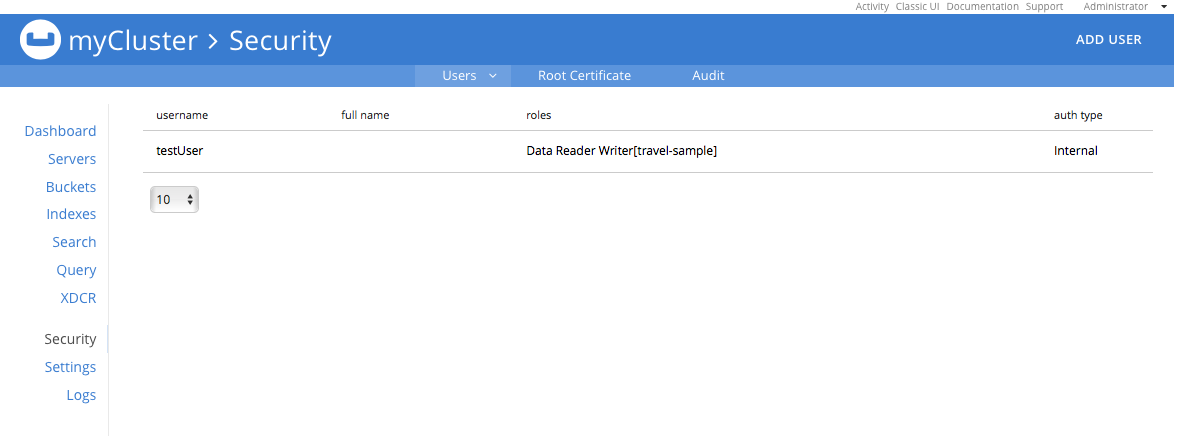 Activity Classic UI Documentation Support Administrator
myCluster > Security ADD USER
Users Root Certificate Audit
username full name roles auth type
testUser Data Reader Writer[travel-sample] Internal
10
Dashboard
Servers
Buckets
Indexes
Search
Query
XDCR
Security
Settings
Logs